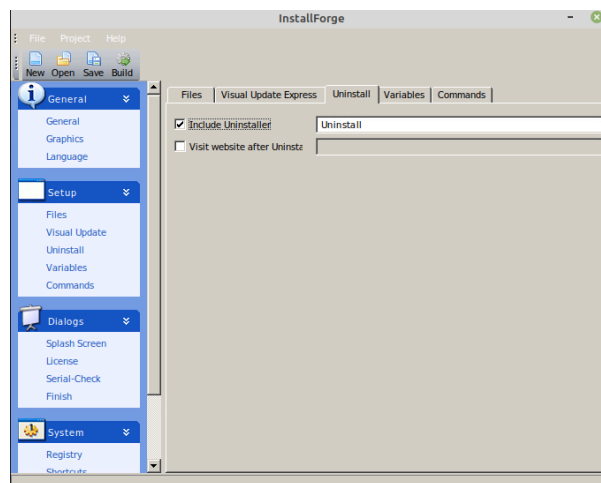 InstallForge
File Project Help
New Open Save Build
General
General
Graphics
Language
Setup
Files
Visual Update
Uninstall
Variables
Commands
Dialogs
Splash Screen
License
Serial-Check
Finish
System
Registry
Shortcuts
Files Visual Update Express Uninstall Variables Commands
Include Uninstaller Uninstall
Visit website after Uninsta